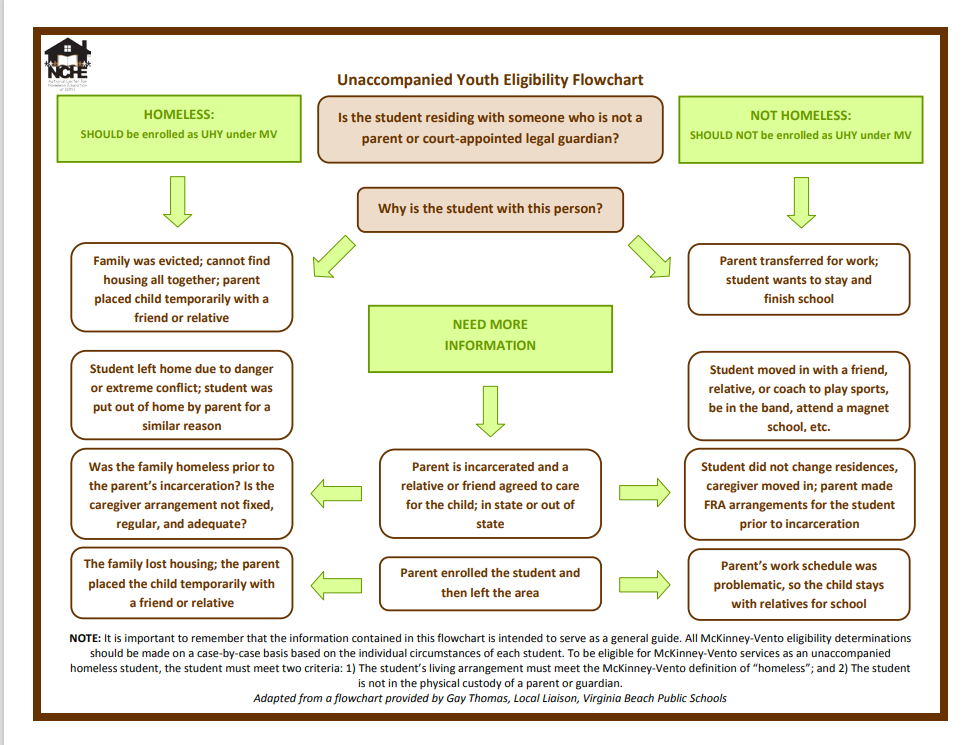 NCHE
Unaccompanied Youth Eligibility Flowchart
HOMELESS:
SHOULD be enrolled as UHY under MV
Is the student residing with someone who is not a
parent or court-appointed legal guardian?
NOT HOMELESS:
SHOULD NOT be enrolled as UHY under MV
Why is the student with this person?
Family was evicted; cannot find
housing all together; parent
placed child temporarily with a
friend or relative
Parent transferred for work;
student wants to stay and
finish school
NEED MORE
INFORMATION
Student left home due to danger
or extreme conflict; student was
put out of home by parent for a
similar reason
Student moved in with a friend,
relative, or coach to play sports,
be in the band, attend a magnet
school, etc.
Was the family homeless prior to
the parent's incarceration? Is the
caregiver arrangement not fixed,
regular, and adequate?
Parent is incarcerated and a
relative or friend agreed to care
for the child; in state or out of
state
Student did not change residences,
caregiver moved in; parent made
FRA arrangements for the student
prior to incarceration
The family lost housing; the parent
placed the child temporarily with
a friend or relative
Parent enrolled the student and
then left the area
Parent's work schedule was
problematic, so the child stays
with relatives for school
NOTE: It is important to remember that the information contained in this flowchart is intended to serve as a general guide. All McKinney-Vento eligibility determinations
should be made on a case-by-case basis based on the individual circumstances of each student. To be eligible for McKinney-Vento services as an unaccompanied
homeless student, the student must meet two criteria: 1) The student's living arrangement must meet the McKinney-Vento definition of "homeless"; and 2) The student
is not in the physical custody of a parent or guardian.
Adapted from a flowchart provided by Gay Thomas, Local Liaison, Virginia Beach Public Schools